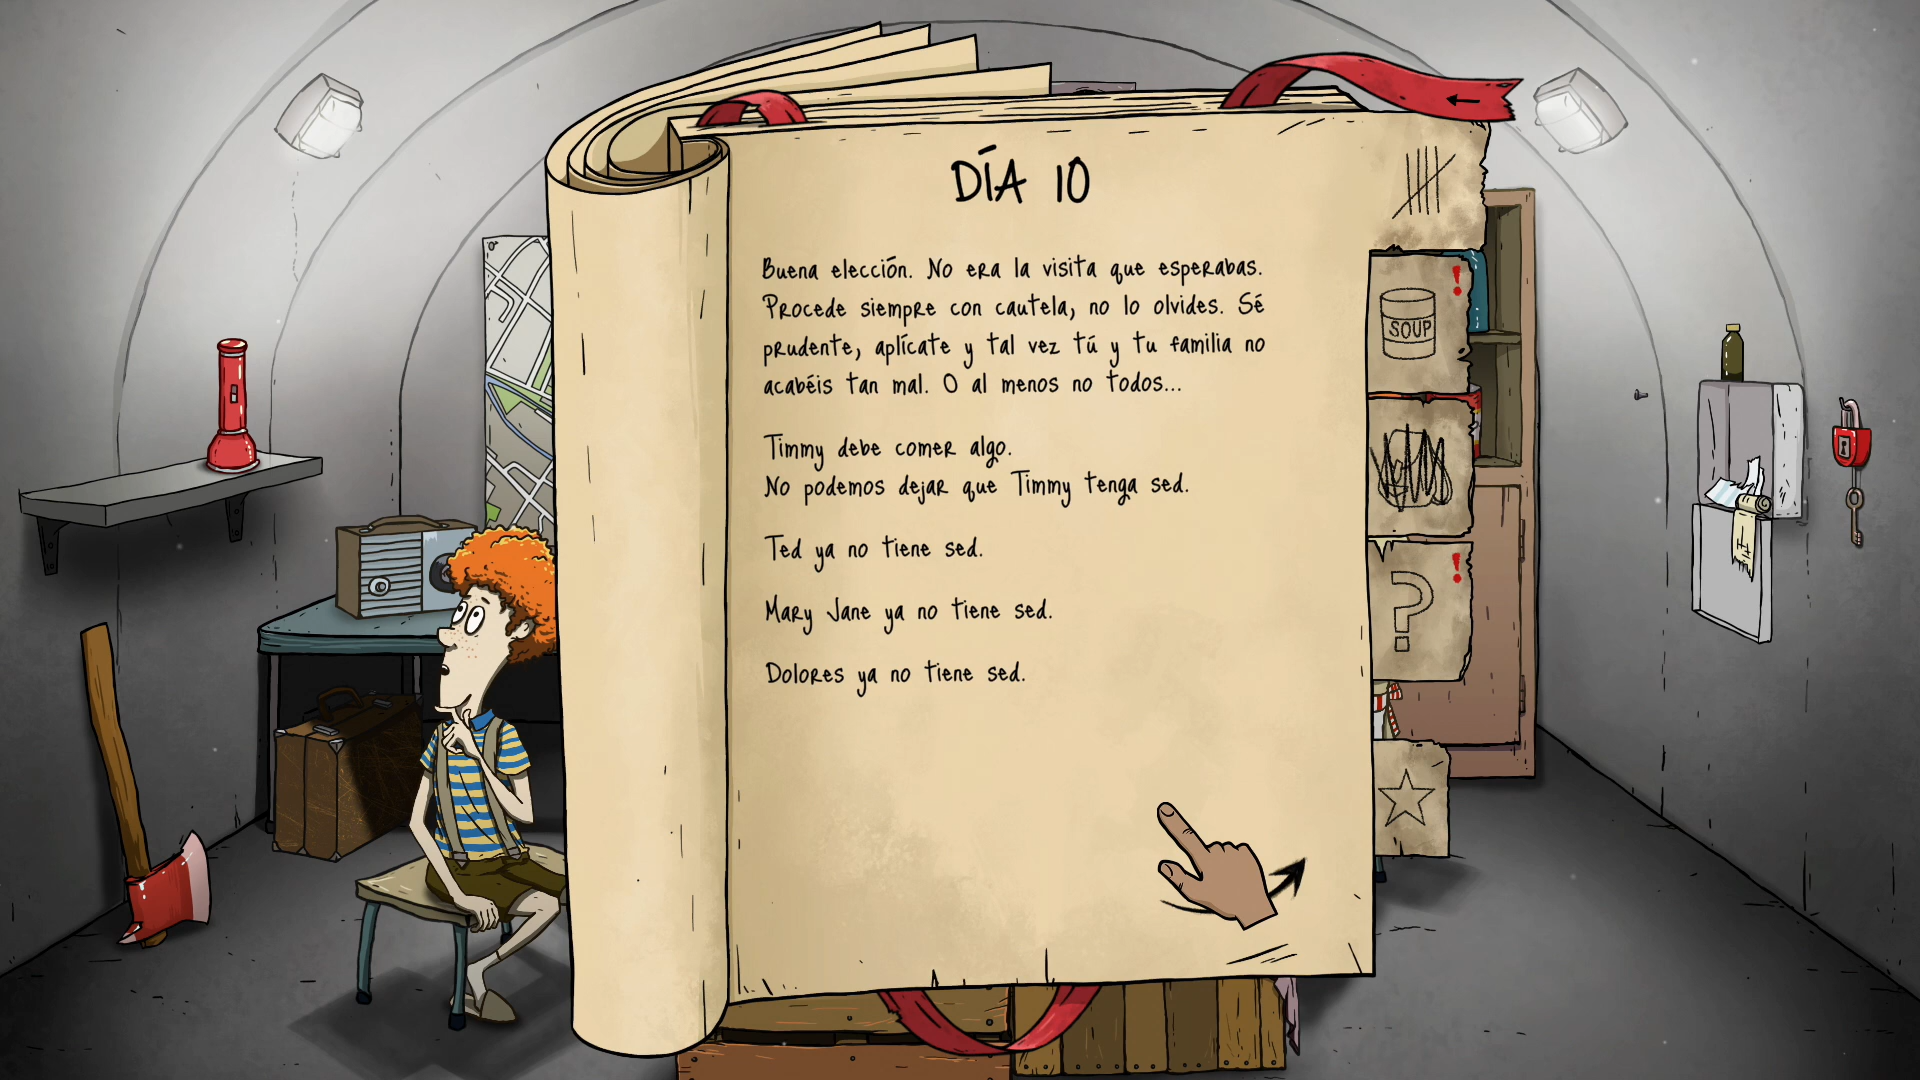 DÍA 10
Buena elección. No era la visita que esperabas.
Procede siempre con cautela, no lo olvides. Sé
prudente, aplícate y tal vez tú y tu familia no
acabéis tan mal. O al menos no todos...
Timmy debe comer algo.
No podemos dejar que Timmy tenga sed.
Ted ya no tiene sed.
Mary Jane ya no tiene sed.
Dolores ya no tiene sed.
!
SOUP
!
?